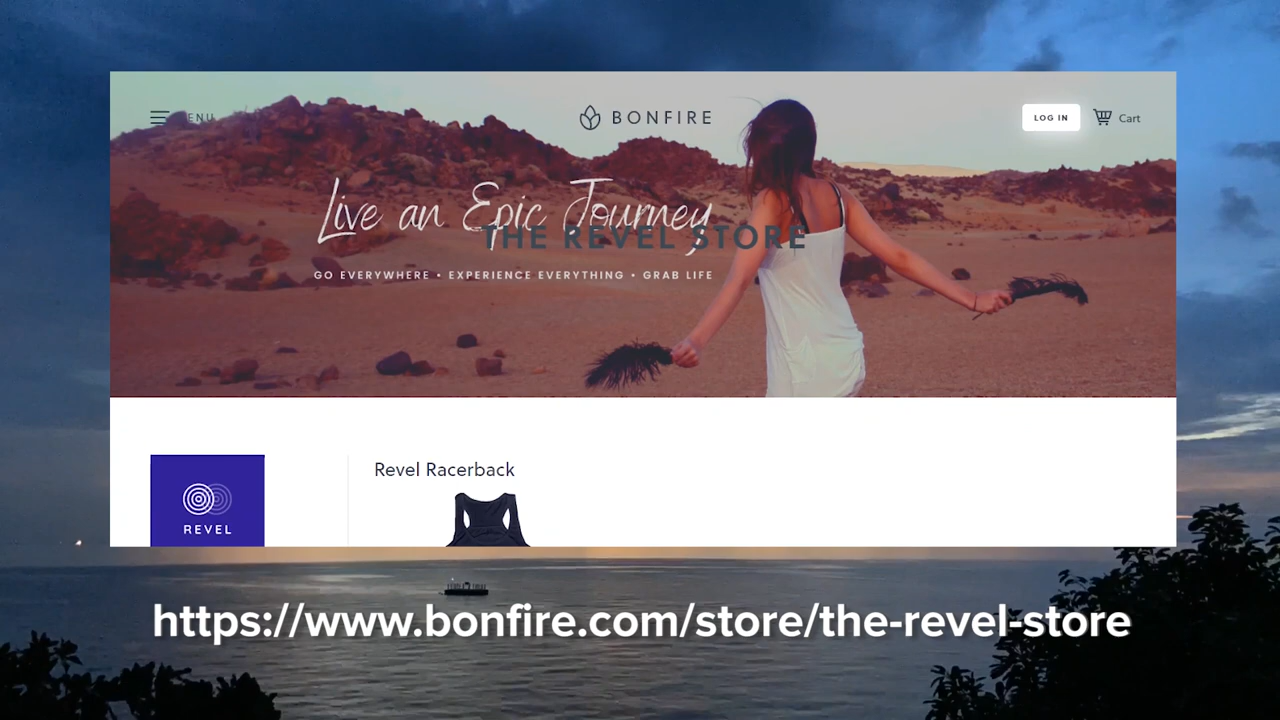 MENU
BONFIRE
LOG IN
Cart
Live an Epic Journey
THE REVEL STORE
GO EVERYWHERE • EXPERIENCE EVERYTHING • GRAB LIFE
Revel Racerback
REVEL
https://www.bonfire.com/store/the-revel-store